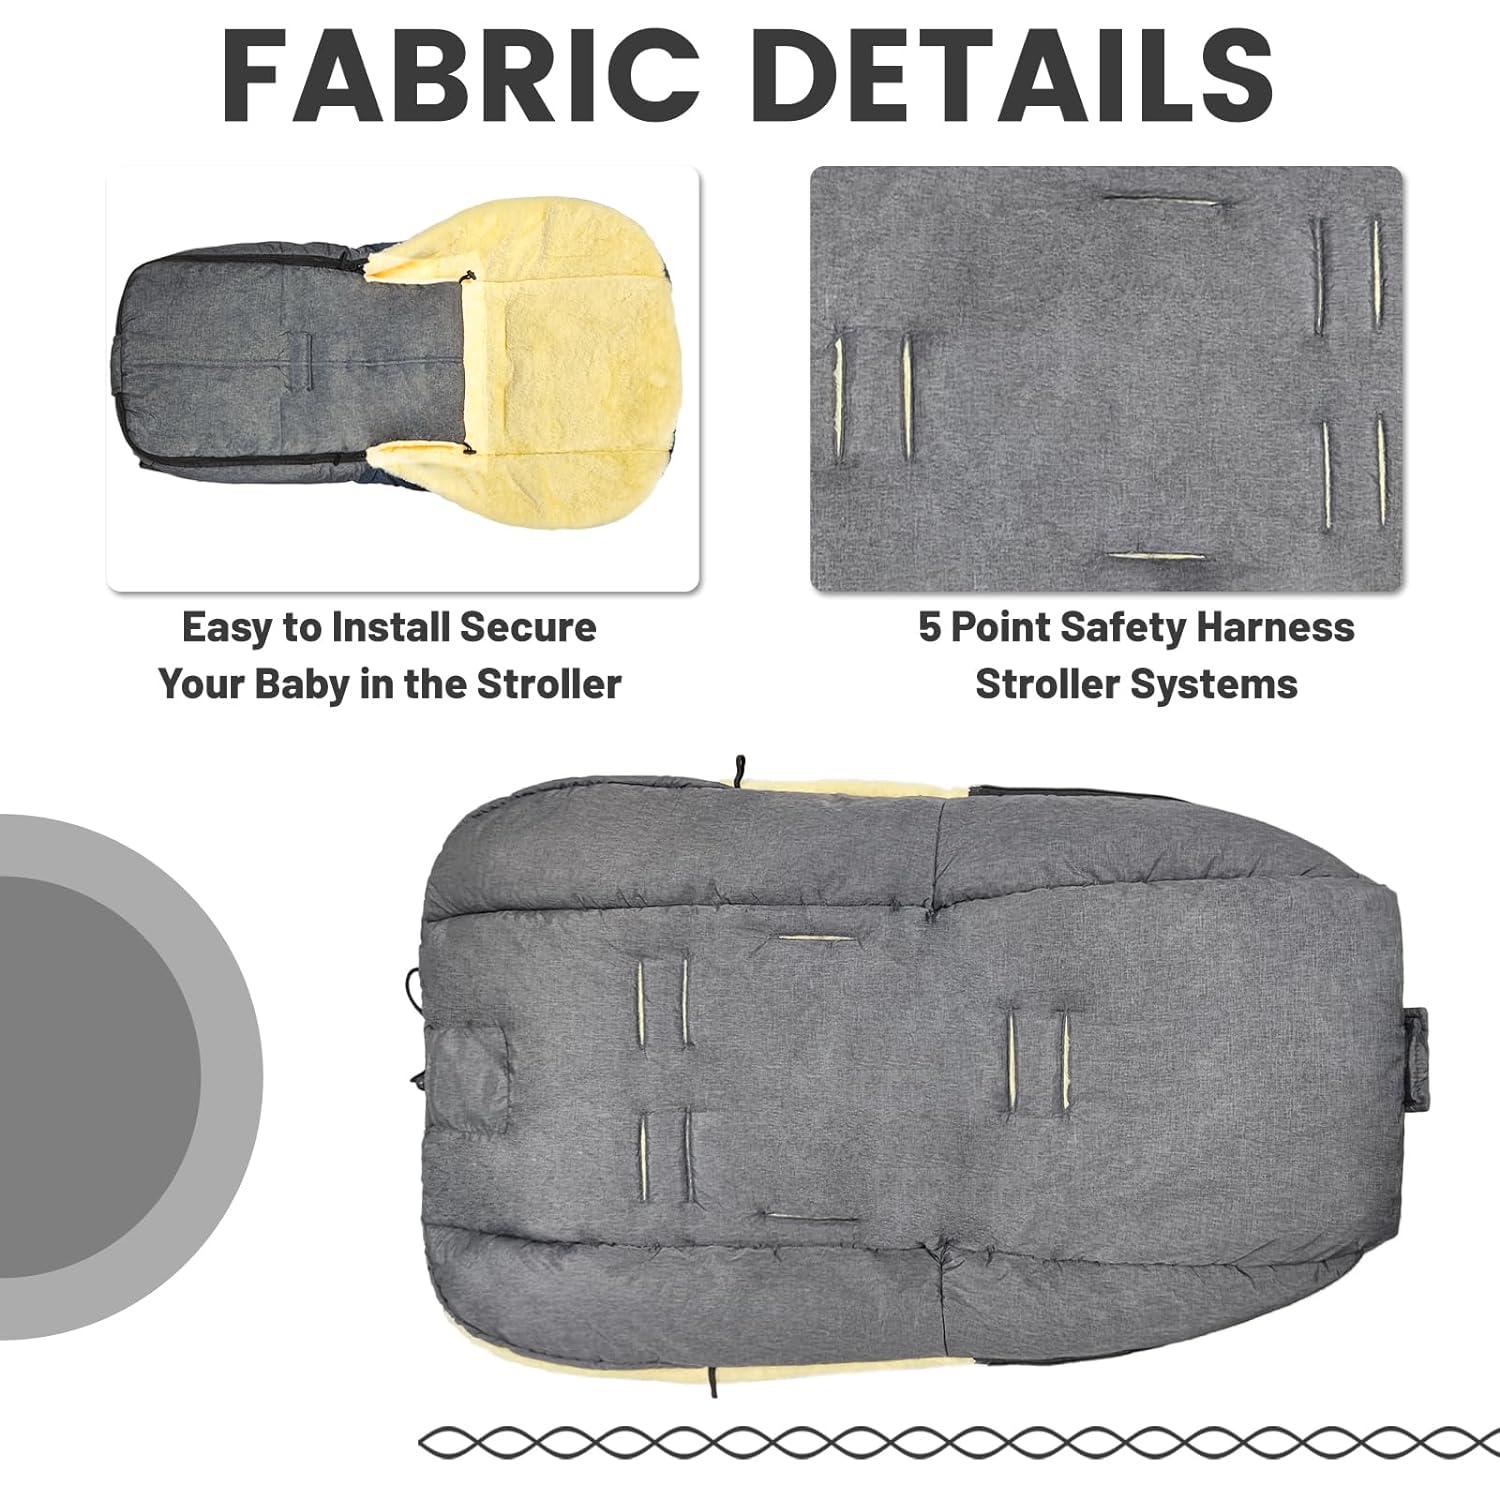 FABRIC DETAILS
Easy to Install Secure
Your Baby in the Stroller
5 Point Safety Harness
Stroller Systems